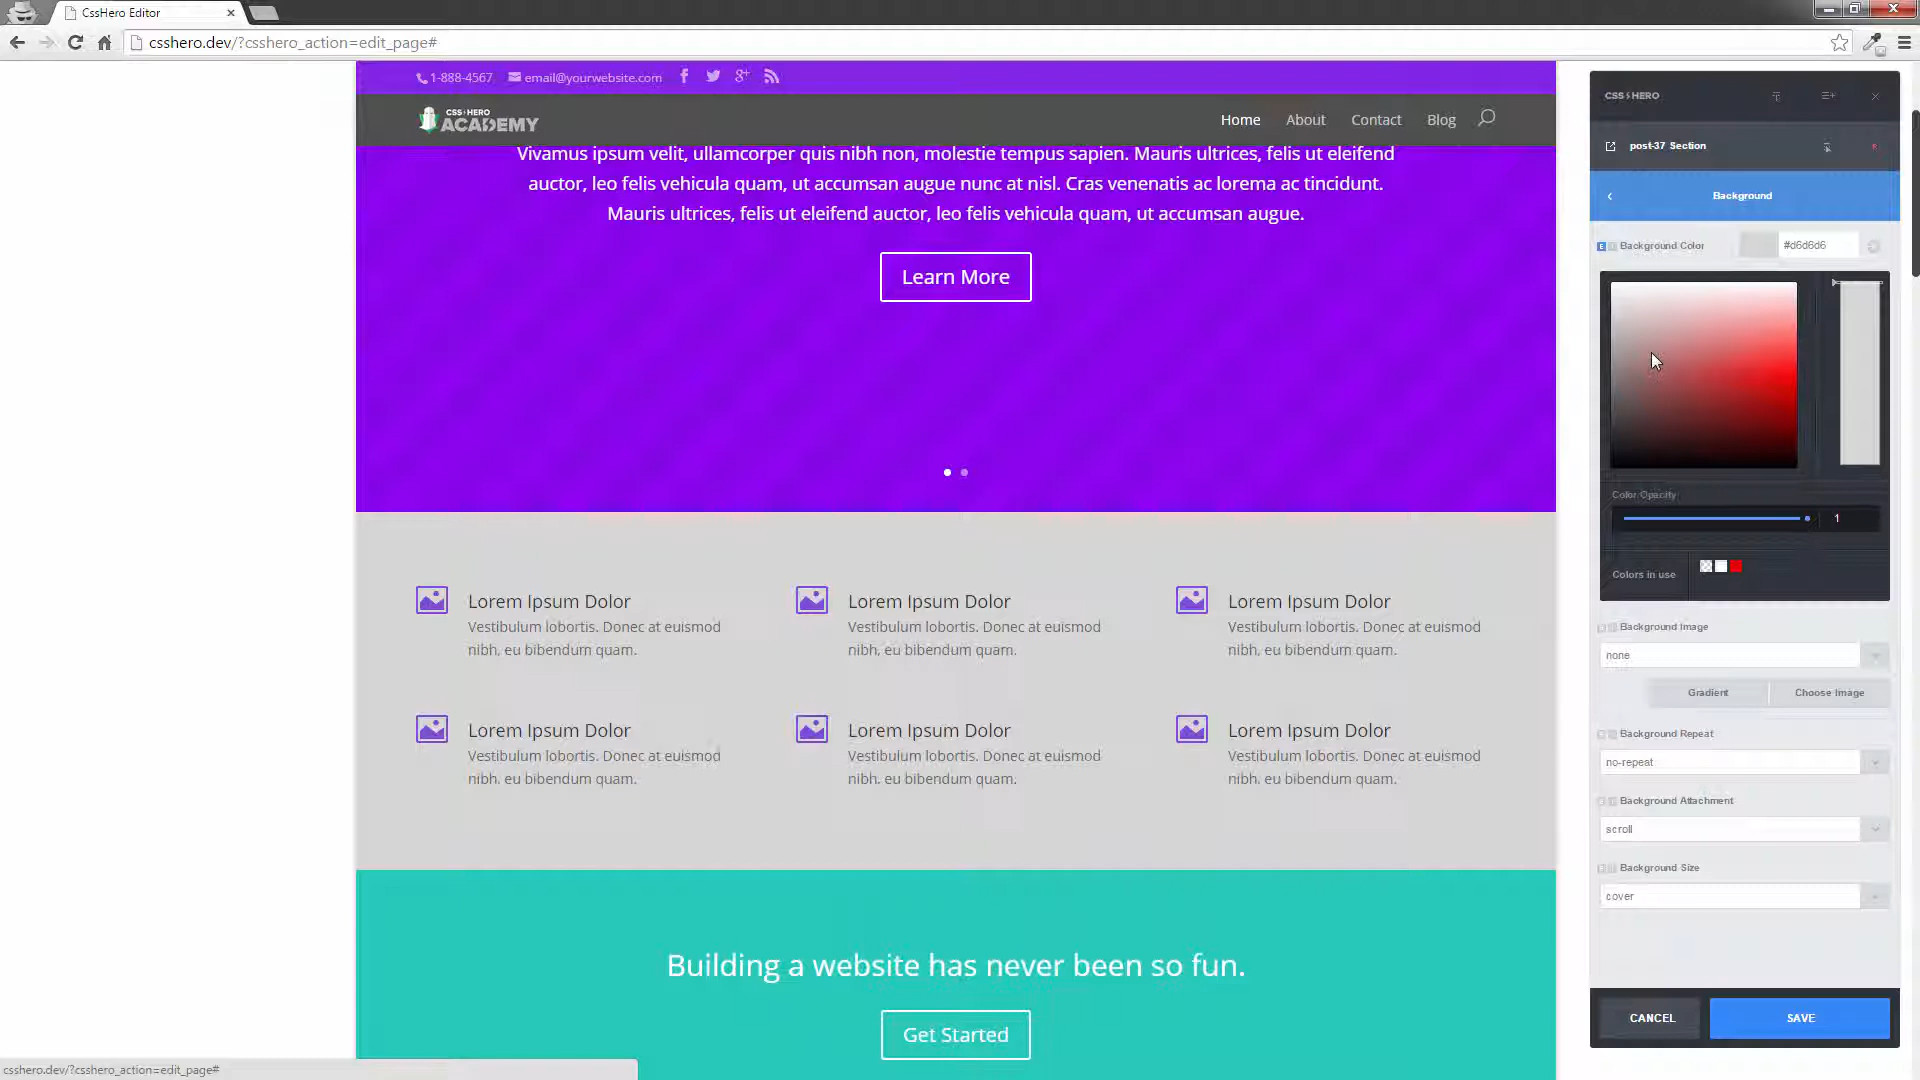 CssHero Editor
csshero.dev/?csshero_action=edit_page#
1-888-4567 email@yourwebsite.com
CSS HERO
ACADEMY
Home About Contact Blog
Vivamus ipsum velit, ullamcorper quis nibh non, molestie tempus sapien. Mauris ultrices, felis ut eleifend
auctor, leo felis vehicula quam, ut accumsan augue nunc at nisl. Cras venenatis ac lorema ac tincidunt.
Mauris ultrices, felis ut eleifend auctor, leo felis vehicula quam, ut accumsan augue.
Learn More
Lorem Ipsum Dolor
Vestibulum lobortis. Donec at euismod
nibh, eu bibendum quam.
Lorem Ipsum Dolor
Vestibulum lobortis. Donec at euismod
nibh, eu bibendum quam.
Lorem Ipsum Dolor
Vestibulum lobortis. Donec at euismod
nibh, eu bibendum quam.
Lorem Ipsum Dolor
Vestibulum lobortis. Donec at euismod
nibh, eu bibendum quam.
Lorem Ipsum Dolor
Vestibulum lobortis. Donec at euismod
nibh, eu bibendum quam.
Lorem Ipsum Dolor
Vestibulum lobortis. Donec at euismod
nibh, eu bibendum quam.
Building a website has never been so fun.
Get Started
CSS HERO
post-37 Section
Background
Background Color #d6d6d6
Color Opacity
1
Colors in use
Background Image
none
Gradient Choose Image
Background Repeat
no-repeat
Background Attachment
scroll
Background Size
cover
CANCEL SAVE
csshero.dev/?csshero_action=edit_page#